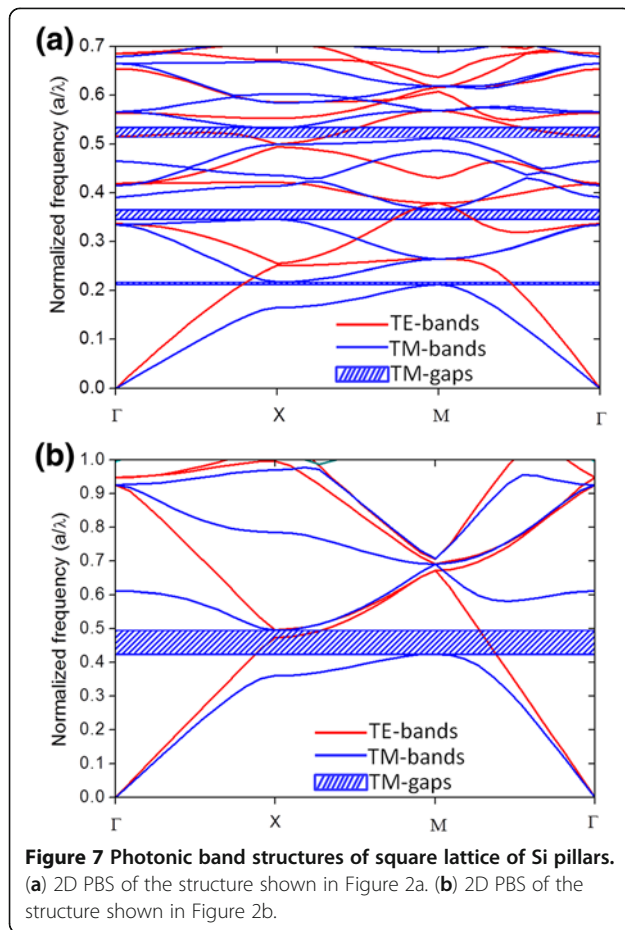 (a)
0.7
0.6
0.5
0.4
0.3
0.2
0.1
0.0
Normalized frequency (a/λ)
TE-bands
TM-bands
TM-gaps
Γ X M Γ
(b)
1.0
0.9
0.8
0.7
0.6
0.5
0.4
0.3
0.2
0.1
0.0
Normalized frequency (a/λ)
TE-bands
TM-bands
TM-gaps
Γ X M Γ
Figure 7 Photonic band structures of square lattice of Si pillars.
(a) 2D PBS of the structure shown in Figure 2a. (b) 2D PBS of the
structure shown in Figure 2b.